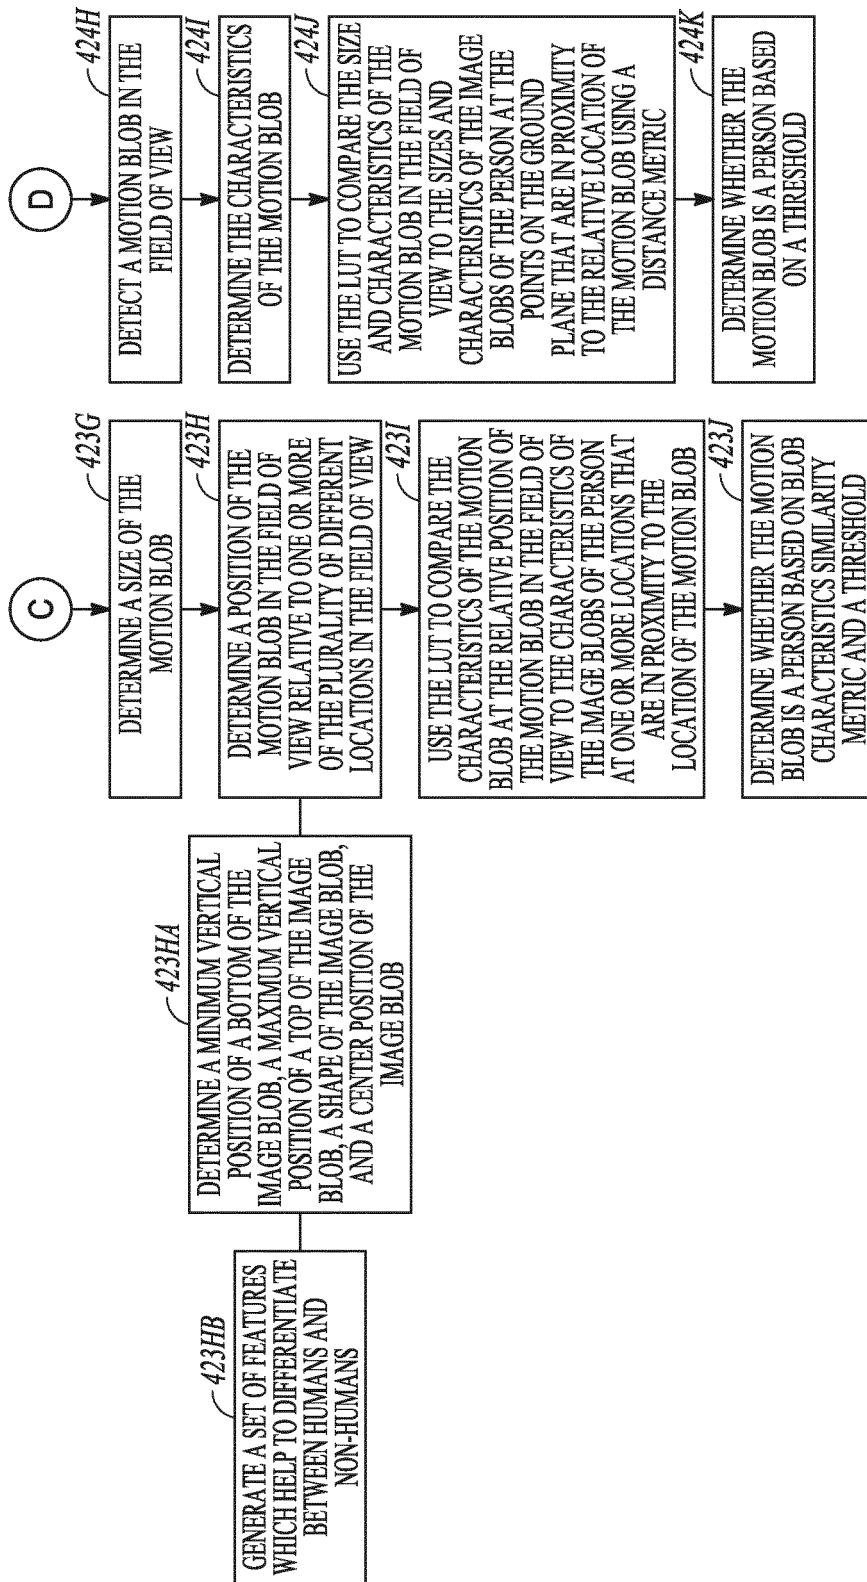 D
424H
DETECT A MOTION BLOB IN THE
FIELD OF VIEW
424I
DETERMINE THE CHARACTERISTICS
OF THE MOTION BLOB
424J
USE THE LUT TO COMPARE THE SIZE
AND CHARACTERISTICS OF THE
MOTION BLOB IN THE FIELD OF
VIEW TO THE SIZES AND
CHARACTERISTICS OF THE IMAGE
BLOBS OF THE PERSON AT THE
POINTS ON THE GROUND
PLANE THAT ARE IN PROXIMITY
TO THE RELATIVE LOCATION OF
THE MOTION BLOB USING A
DISTANCE METRIC
424K
DETERMINE WHETHER THE
MOTION BLOB IS A PERSON BASED
ON A THRESHOLD
C
423G
DETERMINE A SIZE OF THE
MOTION BLOB
423H
DETERMINE A POSITION OF THE
MOTION BLOB IN THE FIELD OF
VIEW RELATIVE TO ONE OR MORE
OF THE PLURALITY OF DIFFERENT
LOCATIONS IN THE FIELD OF VIEW
423I
USE THE LUT TO COMPARE THE
CHARACTERISTICS OF THE MOTION
BLOB AT THE RELATIVE POSITION OF
THE MOTION BLOB IN THE FIELD OF
VIEW TO THE CHARACTERISTICS OF
THE IMAGE BLOBS OF THE PERSON
AT ONE OR MORE LOCATIONS THAT
ARE IN PROXIMITY TO THE
LOCATION OF THE MOTION BLOB
423J
DETERMINE WHETHER THE MOTION
BLOB IS A PERSON BASED ON BLOB
CHARACTERISTICS SIMILARITY
METRIC AND A THRESHOLD
423HA
DETERMINE A MINIMUM VERTICAL
POSITION OF A BOTTOM OF THE
IMAGE BLOB, A MAXIMUM VERTICAL
POSITION OF A TOP OF THE IMAGE
BLOB, A SHAPE OF THE IMAGE BLOB,
AND A CENTER POSITION OF THE
IMAGE BLOB
423HB
GENERATE A SET OF FEATURES
WHICH HELP TO DIFFERENTIATE
BETWEEN HUMANS AND
NON-HUMANS